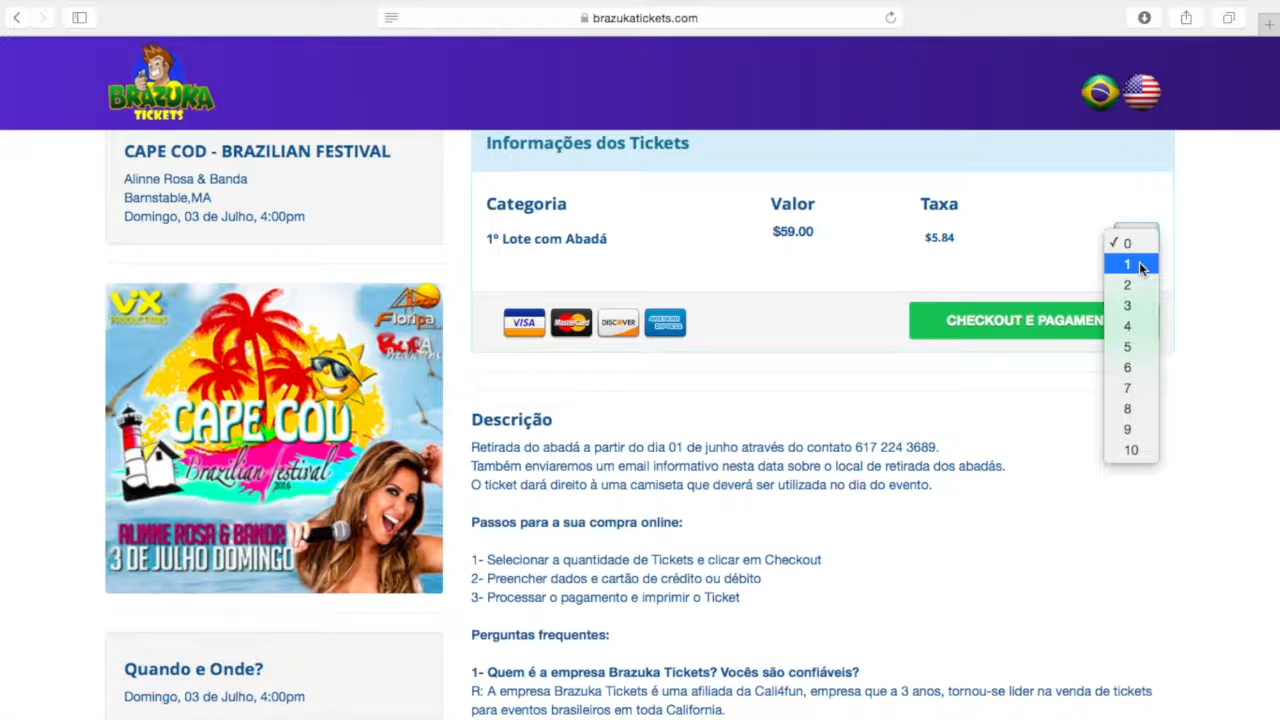 brazukatickets.com
BRAZUKA
TICKETS
CAPE COD - BRAZILIAN FESTIVAL
Alinne Rosa & Banda
Barnstable,MA
Domingo, 03 de Julho, 4:00pm
ViX
PRODUCTIONS
Floripa
CAPE COD
Brazilian festival
2016
ALINNE ROSA & BANDA
3 DE JULHO DOMINGO
Quando e Onde?
Domingo, 03 de Julho, 4:00pm
Informações dos Tickets
Categoria Valor Taxa
1º Lote com Abadá $59.00 $5.84
✓ 0
1
2
3
4
5
6
7
8
9
10
VISA MasterCard DISCOVER AMERICAN EXPRESS
CHECKOUT E PAGAMEN
Descrição
Retirada do abadá a partir do dia 01 de junho através do contato 617 224 3689.
Também enviaremos um email informativo nesta data sobre o local de retirada dos abadás.
O ticket dará direito à uma camiseta que deverá ser utilizada no dia do evento.
Passos para a sua compra online:
1- Selecionar a quantidade de Tickets e clicar em Checkout
2- Preencher dados e cartão de crédito ou débito
3- Processar o pagamento e imprimir o Ticket
Perguntas frequentes:
1- Quem é a empresa Brazuka Tickets? Vocês são confiáveis?
R: A empresa Brazuka Tickets é uma afiliada da Cali4fun, empresa que a 3 anos, tornou-se lider na venda de tickets
para eventos brasileiros em toda California.